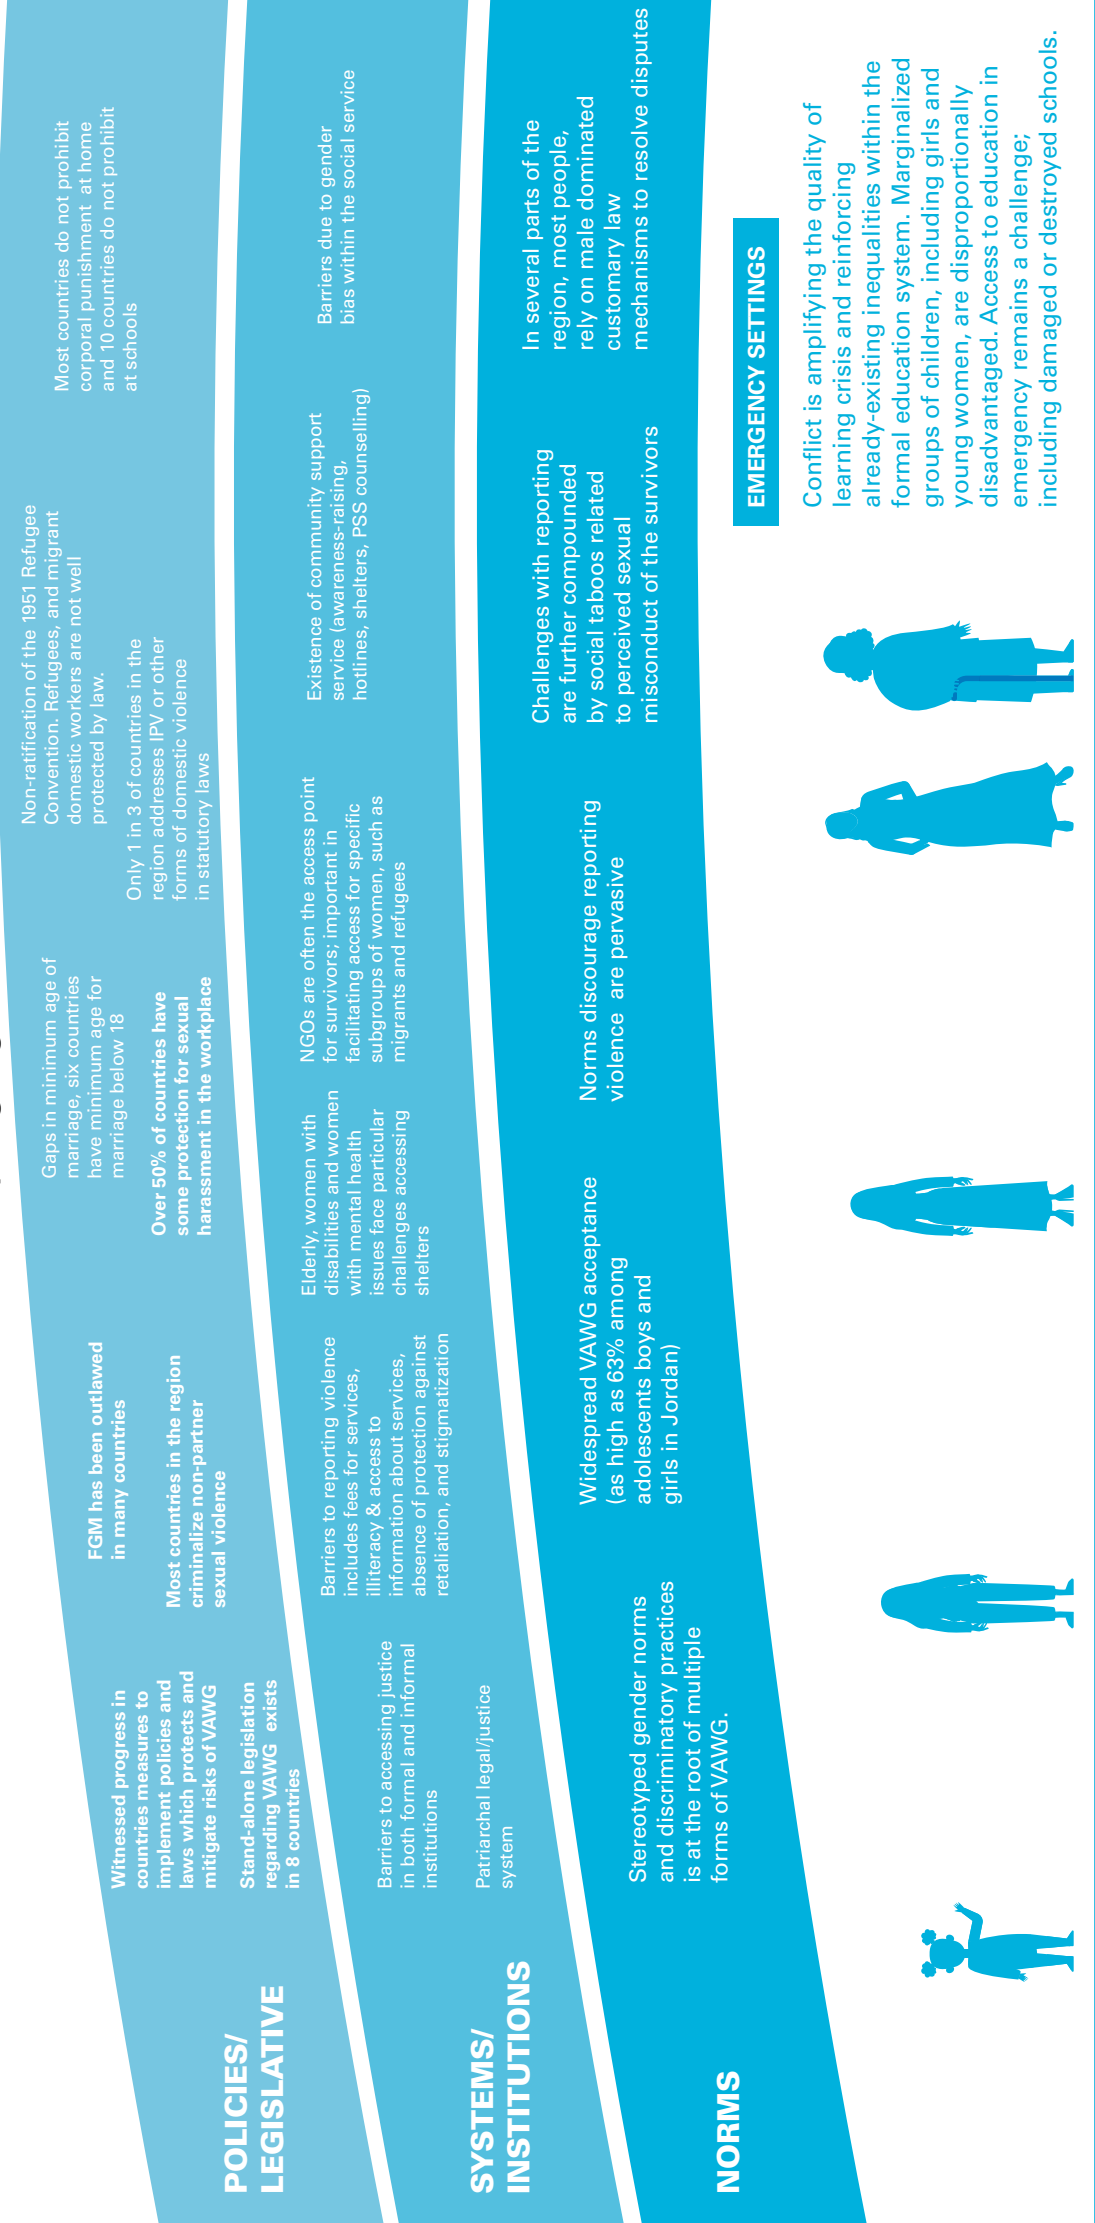 POLICIES/
LEGISLATIVE
Witnessed progress in
countries measures to
implement policies and
laws which protects and
mitigate risks of VAWG
Stand-alone legislation
regarding VAWG exists
in 8 countries
FGM has been outlawed
in many countries
Most countries in the region
criminalize non-partner
sexual violence
Gaps in minimum age of
marriage, six countries
have minimum age for
marriage below 18
Over 50% of countries have
some protection for sexual
harassment in the workplace
Non-ratification of the 1951 Refugee
Convention. Refugees, and migrant
domestic workers are not well
protected by law.
Only 1 in 3 of countries in the
region addresses IPV or other
forms of domestic violence
in statutory laws
Most countries do not prohibit
corporal punishment at home
and 10 countries do not prohibit
at schools
SYSTEMS/
INSTITUTIONS
Barriers to accessing justice
in both formal and informal
institutions
Patriarchal legal/justice
system
Barriers to reporting violence
includes fees for services,
illiteracy & access to
information about services,
absence of protection against
retaliation, and stigmatization
Elderly, women with
disabilities and women
with mental health
issues face particular
challenges accessing
shelters
NGOs are often the access point
for survivors; important in
facilitating access for specific
subgroups of women, such as
migrants and refugees
Existence of community support
service (awareness-raising,
hotlines, shelters, PSS counselling)
Barriers due to gender
bias within the social service
NORMS
Stereotyped gender norms
and discriminatory practices
is at the root of multiple
forms of VAWG.
Widespread VAWG acceptance
(as high as 63% among
adolescents boys and
girls in Jordan)
Norms discourage reporting
violence are pervasive
Challenges with reporting
are further compounded
by social taboos related
to perceived sexual
misconduct of the survivors
In several parts of the
region, most people,
rely on male dominated
customary law
mechanisms to resolve disputes
EMERGENCY SETTINGS
Conflict is amplifying the quality of
learning crisis and reinforcing
already-existing inequalities within the
formal education system. Marginalized
groups of children, including girls and
young women, are disproportionally
disadvantaged. Access to education in
emergency remains a challenge;
including damaged or destroyed schools.